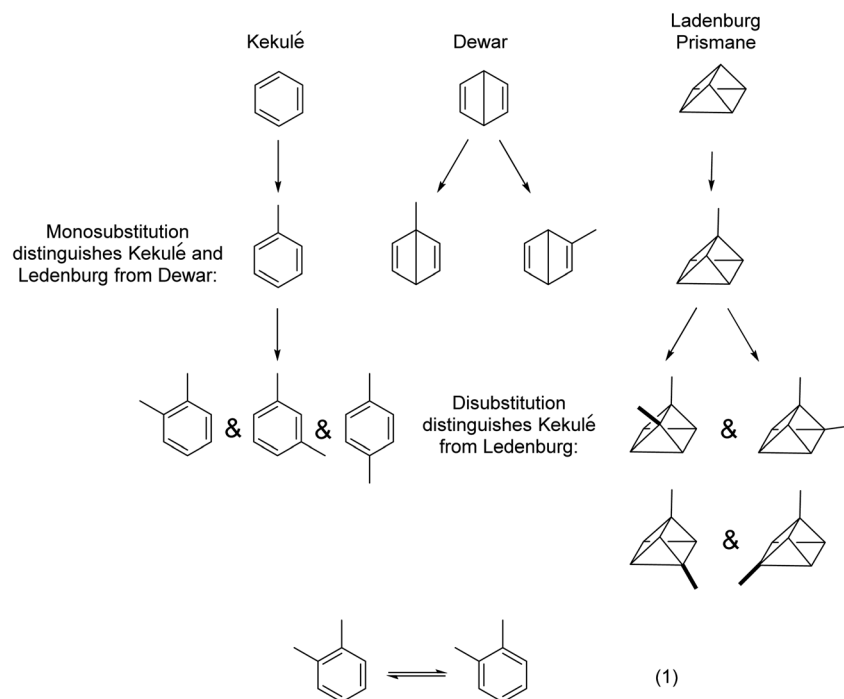 Kekulé
Dewar
Ladenburg
Prismane
Monosubstitution
distinguishes Kekulé and
Ledenburg from Dewar:
&
&
Disubstitution
distinguishes Kekulé
from Ledenburg:
&
&
(1)